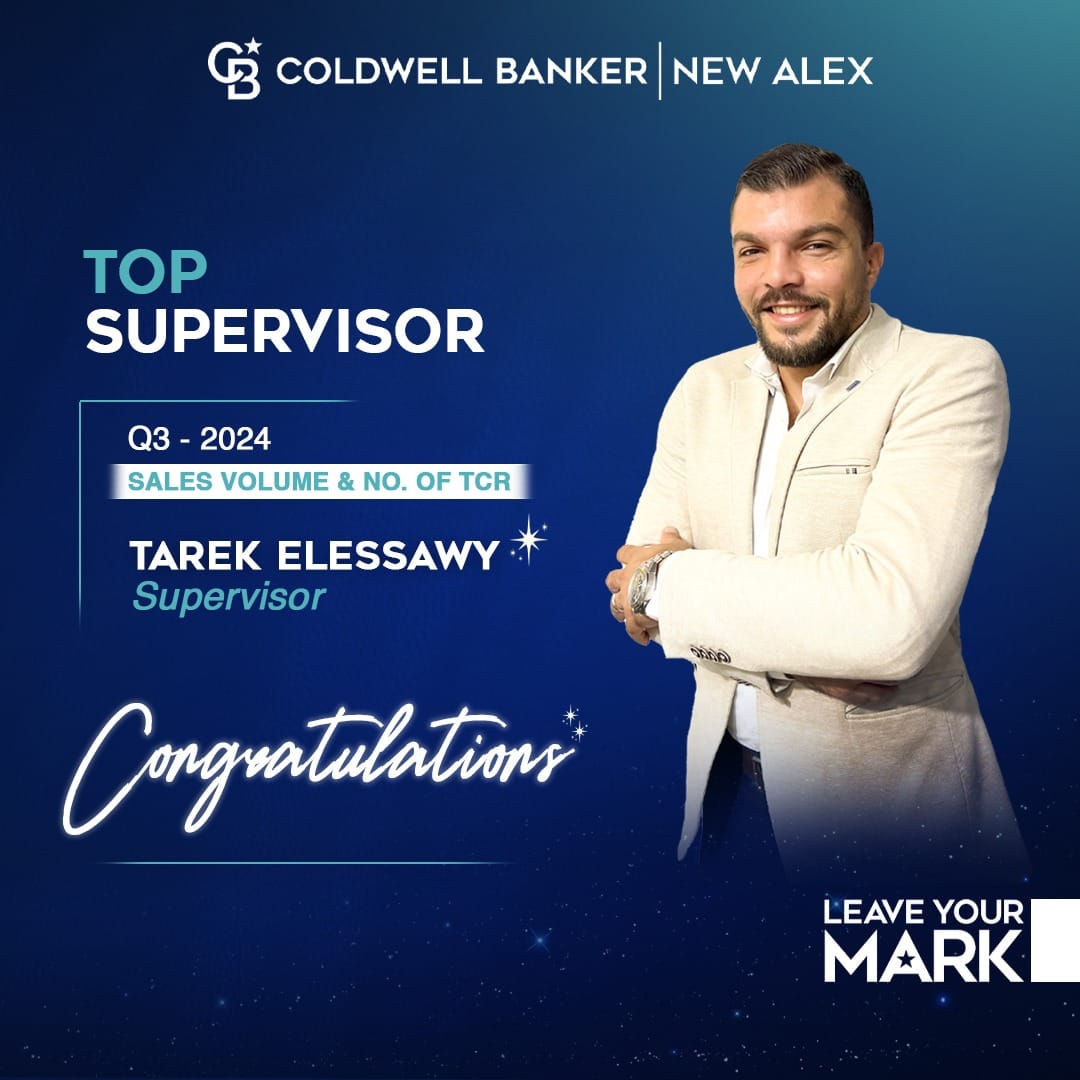 CB COLDWELL BANKER | NEW ALEX
TOP
SUPERVISOR
Q3 - 2024
SALES VOLUME & NO. OF TCR
TAREK ELESSAWY
Supervisor
Congratulations
LEAVE YOUR
MARK